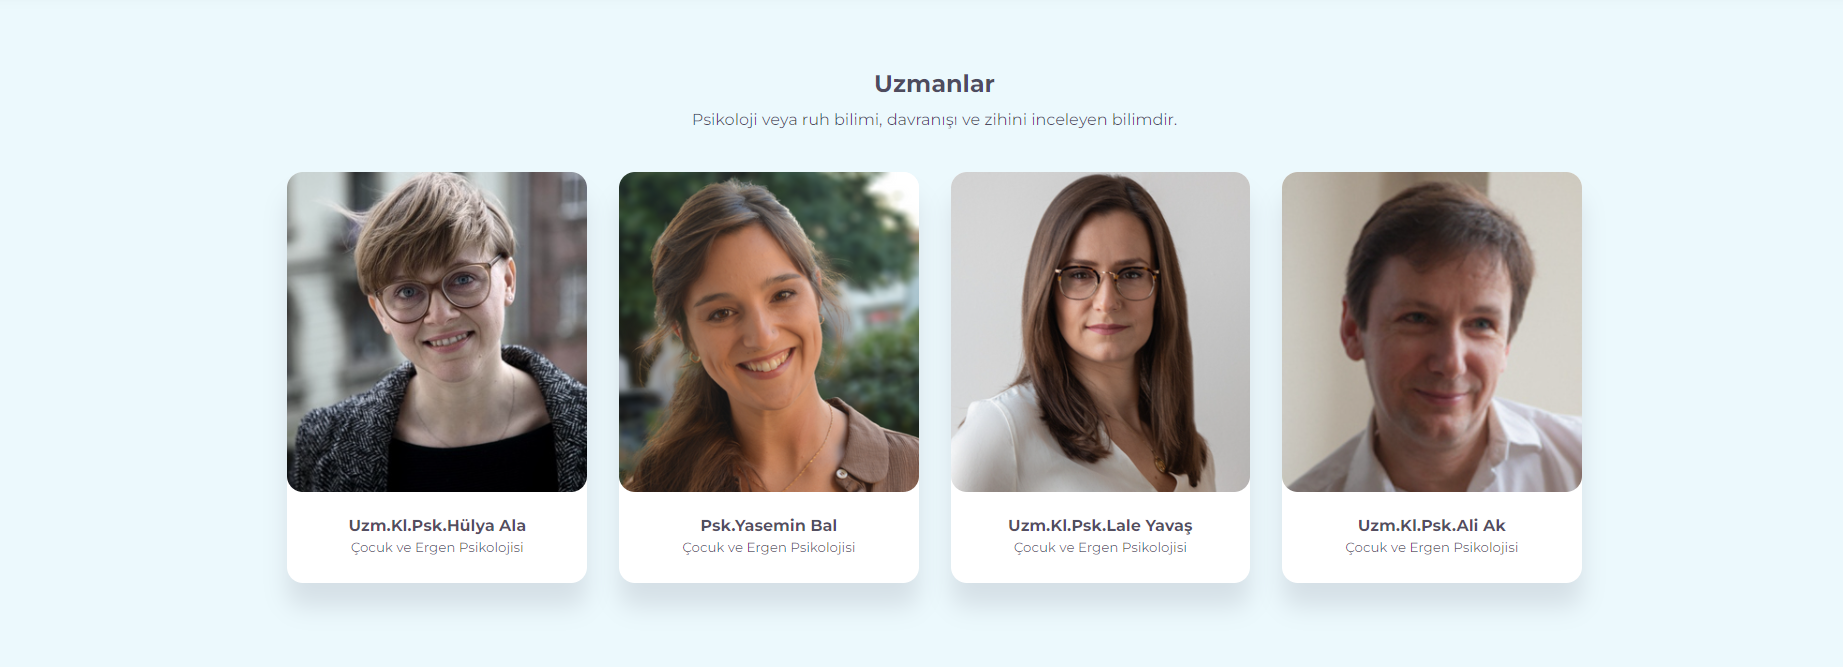 Uzmanlar
Psikoloji veya ruh bilimi, davranışı ve zihini inceleyen bilimdir.
Uzm.Kl.Psk.Hülya Ala
Çocuk ve Ergen Psikolojisi
Psk.Yasemin Bal
Çocuk ve Ergen Psikolojisi
Uzm.Kl.Psk.Lale Yavaş
Çocuk ve Ergen Psikolojisi
Uzm.Kl.Psk.Ali Ak
Çocuk ve Ergen Psikolojisi